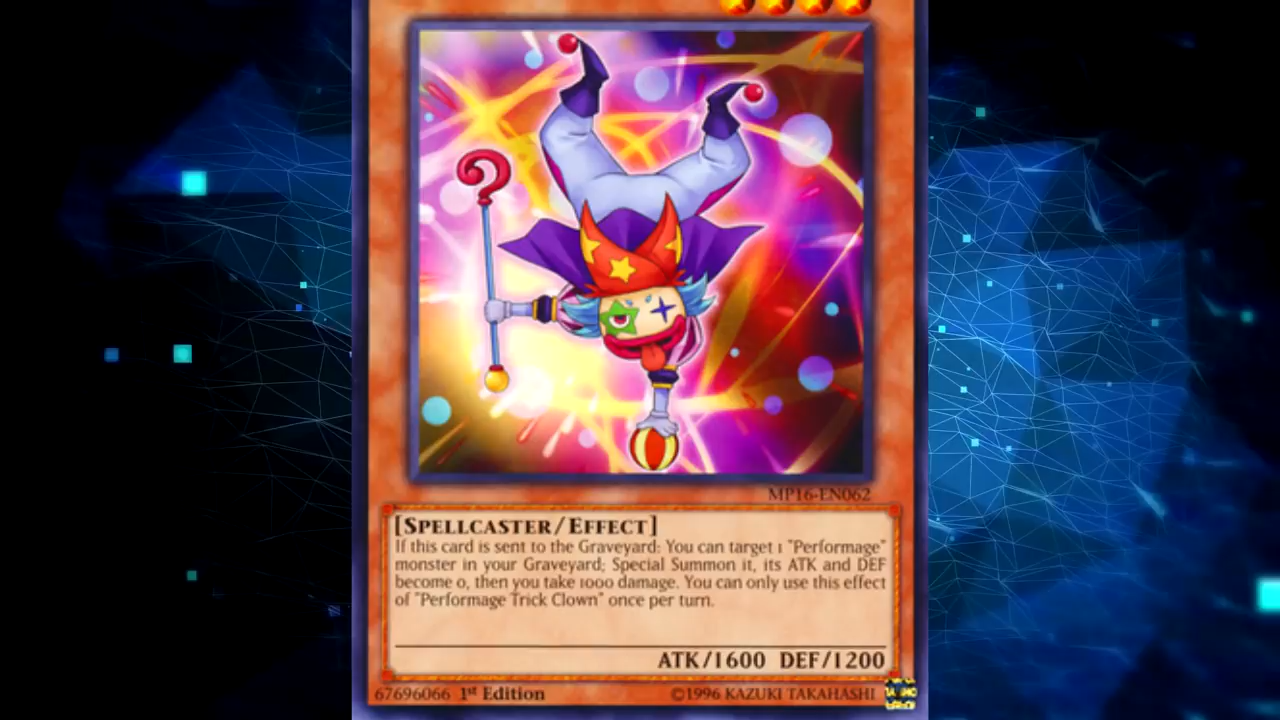 MP16-EN062
[SPELLCASTER/EFFECT]
If this card is sent to the Graveyard: You can target 1 "Performage"
monster in your Graveyard; Special Summon it, its ATK and DEF
become 0, then you take 1000 damage. You can only use this effect
of "Performage Trick Clown" once per turn.
ATK/1600 DEF/1200
67696066 1st Edition ©1996 KAZUKI TAKAHASHI